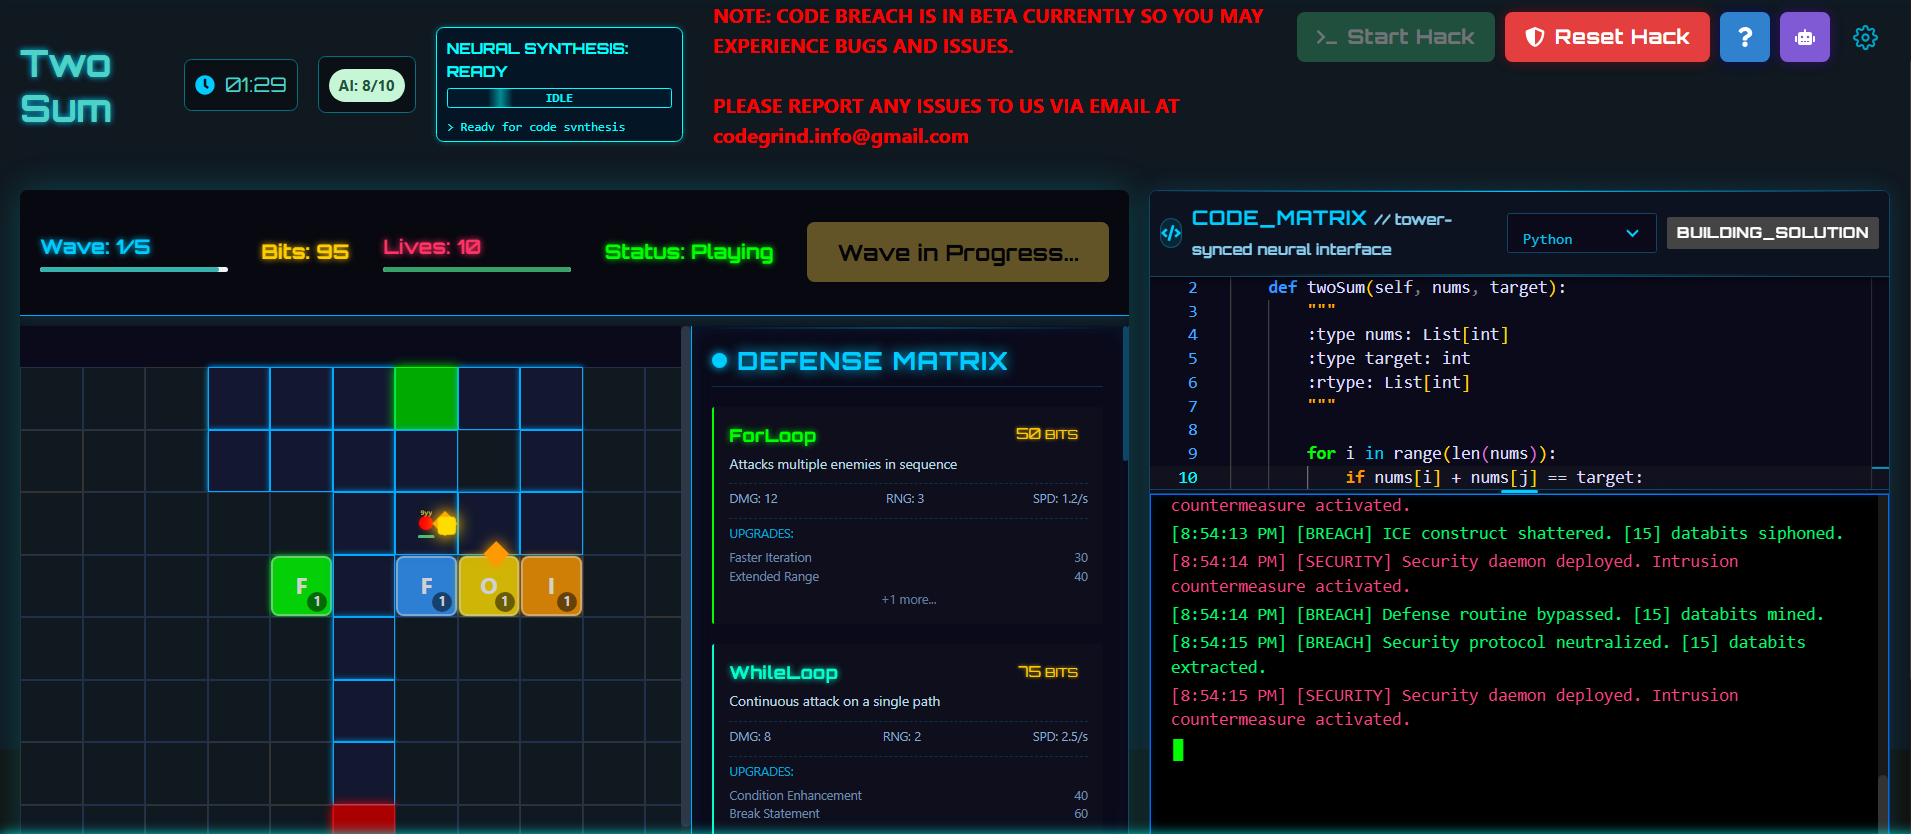 Two
Sum
01:29
AI: 8/10
NEURAL SYNTHESIS:
READY
IDLE
> Ready for code synthesis
NOTE: CODE BREACH IS IN BETA CURRENTLY SO YOU MAY
EXPERIENCE BUGS AND ISSUES.
PLEASE REPORT ANY ISSUES TO US VIA EMAIL AT
codegrind.info@gmail.com
>_ Start Hack
Reset Hack
?
Wave: 1/5
Bits: 95
Lives: 10
Status: Playing
Wave in Progress...
9yy
F 1
F 1
O 1
I 1
DEFENSE MATRIX
ForLoop
50 BITS
Attacks multiple enemies in sequence
DMG: 12
RNG: 3
SPD: 1.2/s
UPGRADES:
Faster Iteration 30
Extended Range 40
+1 more...
WhileLoop
75 BITS
Continuous attack on a single path
DMG: 8
RNG: 2
SPD: 2.5/s
UPGRADES:
Condition Enhancement 40
Break Statement 60
</>
CODE_MATRIX // tower-
synced neural interface
Python
BUILDING_SOLUTION
2 def twoSum(self, nums, target):
3 """
4 :type nums: List[int]
5 :type target: int
6 :rtype: List[int]
7 """
8
9 for i in range(len(nums)):
10 if nums[i] + nums[j] == target:
countermeasure activated.
[8:54:13 PM] [BREACH] ICE construct shattered. [15] databits siphoned.
[8:54:14 PM] [SECURITY] Security daemon deployed. Intrusion
countermeasure activated.
[8:54:14 PM] [BREACH] Defense routine bypassed. [15] databits mined.
[8:54:15 PM] [BREACH] Security protocol neutralized. [15] databits
extracted.
[8:54:15 PM] [SECURITY] Security daemon deployed. Intrusion
countermeasure activated.